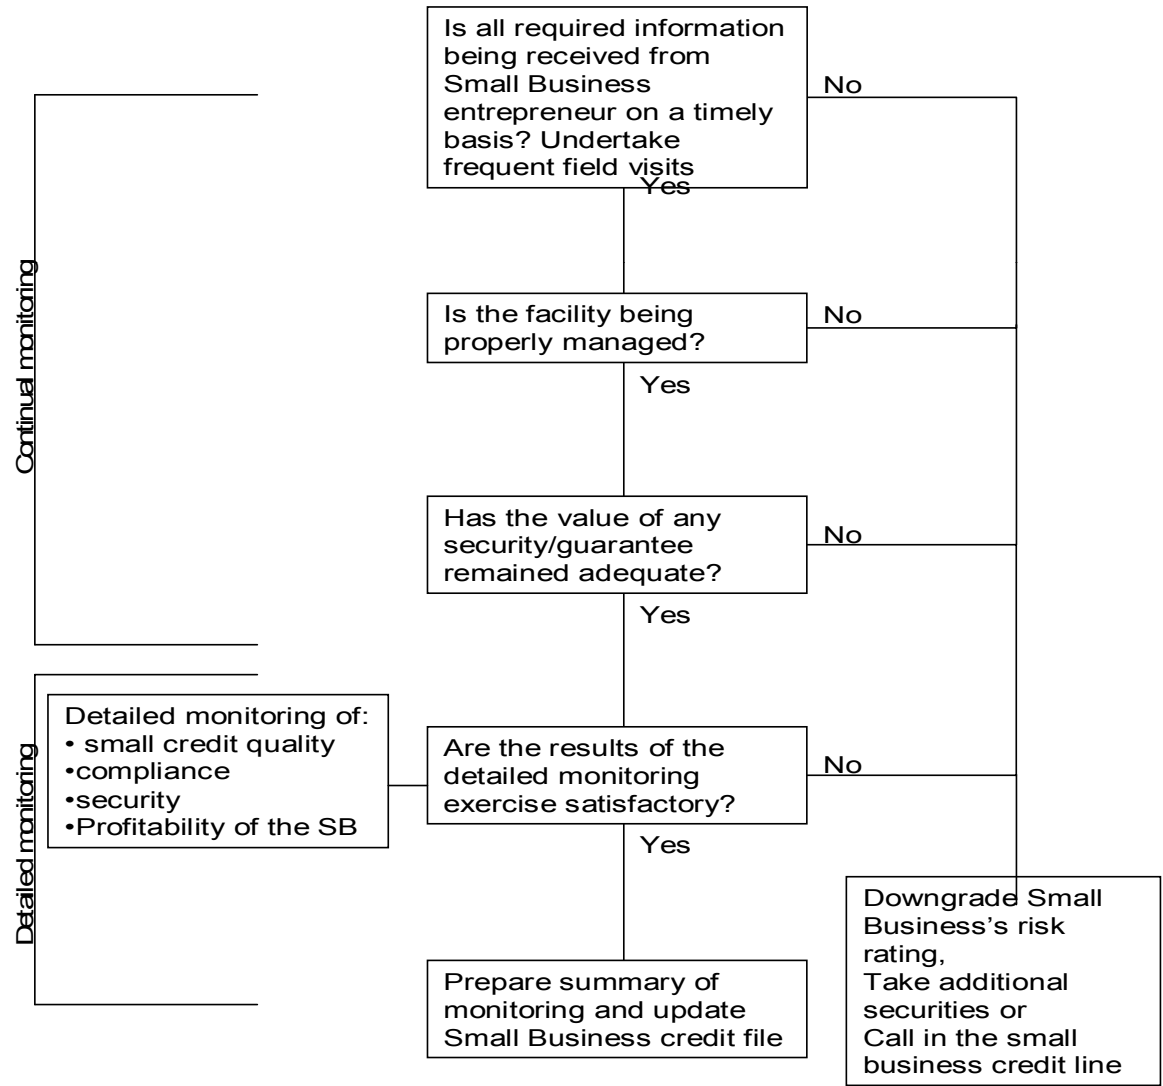 Is all required information
being received from
Small Business
entrepreneur on a timely
basis? Undertake
frequent field visits
No
Yes
Continual monitoring
Is the facility being
properly managed?
No
Yes
Has the value of any
security/guarantee
remained adequate?
No
Yes
Detailed monitoring
Detailed monitoring of:
• small credit quality
•compliance
•security
•Profitability of the SB
Are the results of the
detailed monitoring
exercise satisfactory?
No
Yes
Downgrade Small
Business’s risk
rating,
Take additional
securities or
Call in the small
business credit line
Prepare summary of
monitoring and update
Small Business credit file